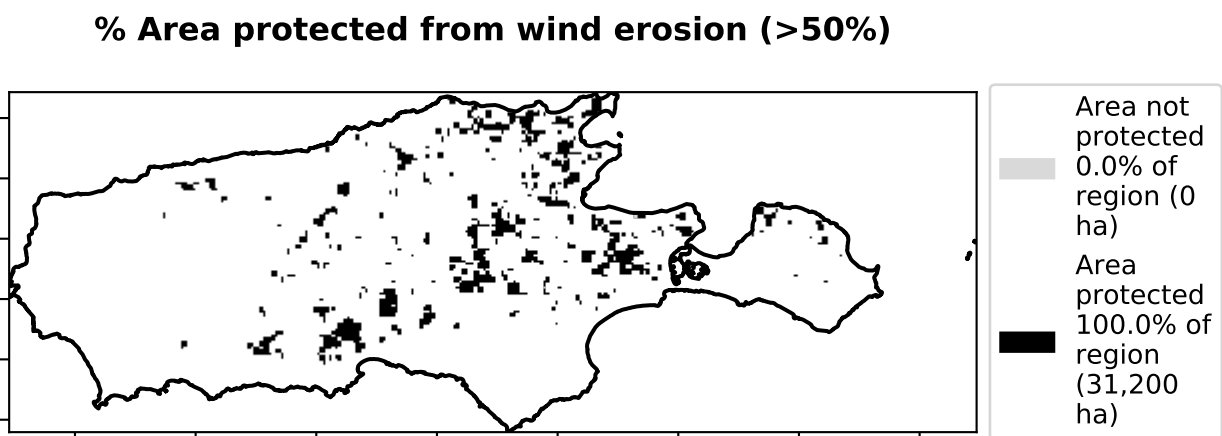 % Area protected from wind erosion (>50%)
Area not
protected
0.0% of
region (0
ha)
Area
protected
100.0% of
region
(31,200
ha)